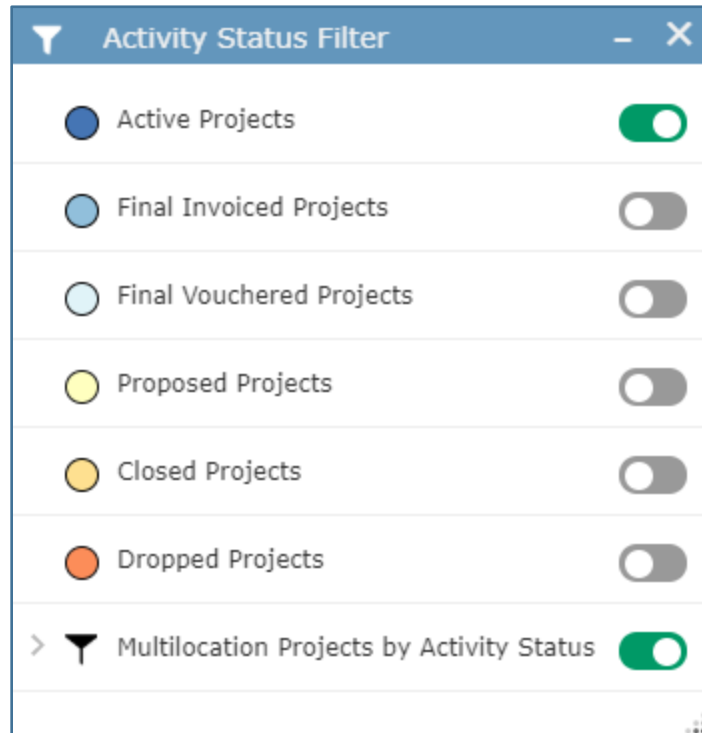 Activity Status Filter
Active Projects
Final Invoiced Projects
Final Vouchered Projects
Proposed Projects
Closed Projects
Dropped Projects
Multilocation Projects by Activity Status